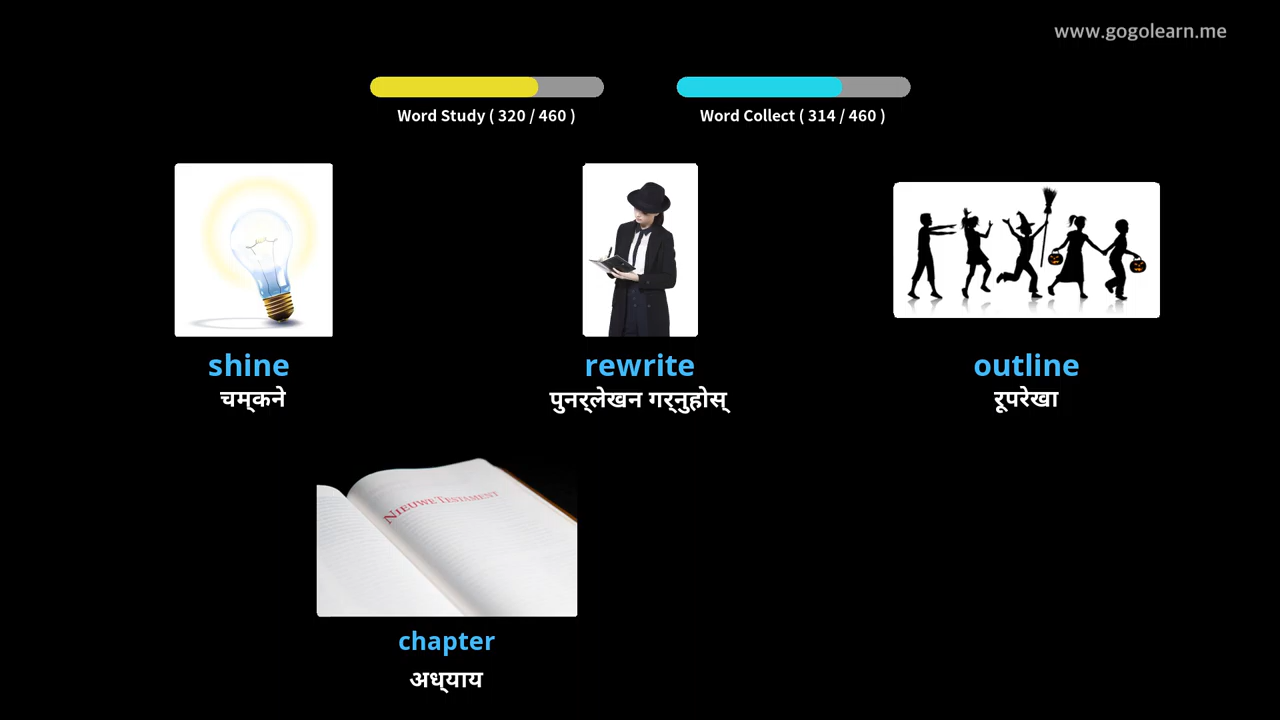 www.gogolearn.me
Word Study ( 320 / 460 )
Word Collect ( 314 / 460 )
shine
चम्कने
rewrite
पुनर्लेखन गर्नुहोस्
outline
रूपरेखा
NIEUWE TESTAMENT
chapter
अध्याय